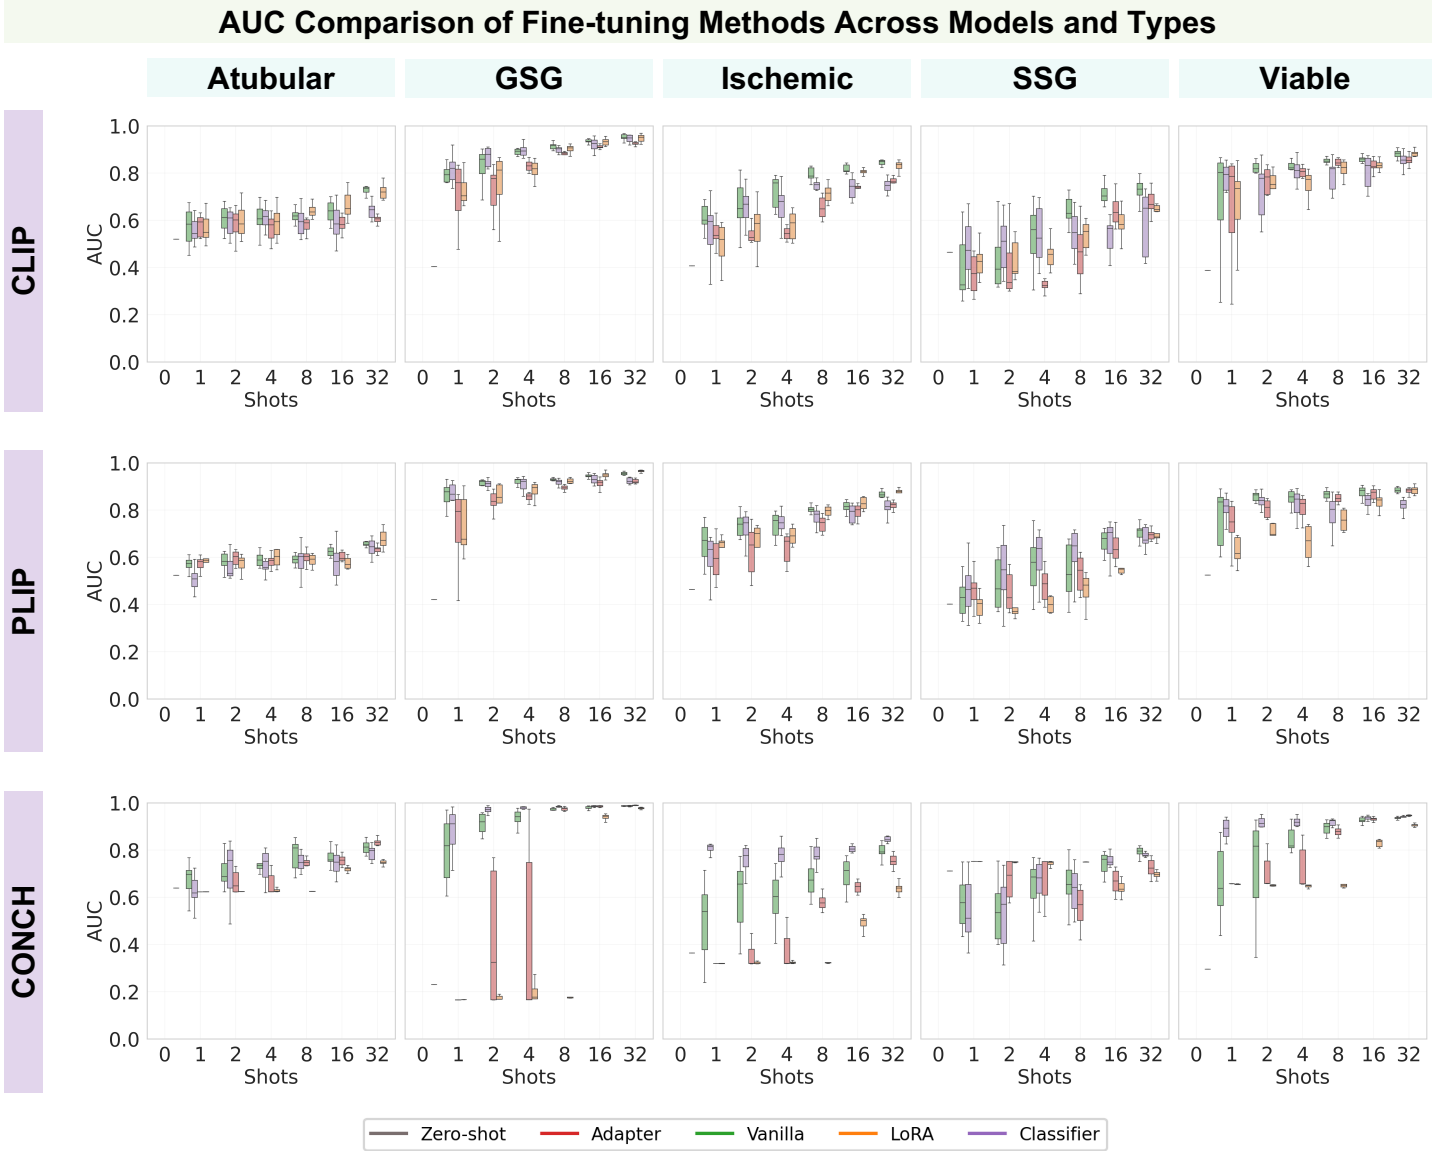 AUC Comparison of Fine-tuning Methods Across Models and Types
Atubular GSG Ischemic SSG Viable
CLIP
AUC
1.0
0.8
0.6
0.4
0.2
0.0
0 1 2 4 8 16 32 0 1 2 4 8 16 32 0 1 2 4 8 16 32 0 1 2 4 8 16 32 0 1 2 4 8 16 32
Shots Shots Shots Shots Shots
PLIP
AUC
1.0
0.8
0.6
0.4
0.2
0.0
0 1 2 4 8 16 32 0 1 2 4 8 16 32 0 1 2 4 8 16 32 0 1 2 4 8 16 32 0 1 2 4 8 16 32
Shots Shots Shots Shots Shots
CONCH
AUC
1.0
0.8
0.6
0.4
0.2
0.0
0 1 2 4 8 16 32 0 1 2 4 8 16 32 0 1 2 4 8 16 32 0 1 2 4 8 16 32 0 1 2 4 8 16 32
Shots Shots Shots Shots Shots
Zero-shot Adapter Vanilla LoRA Classifier